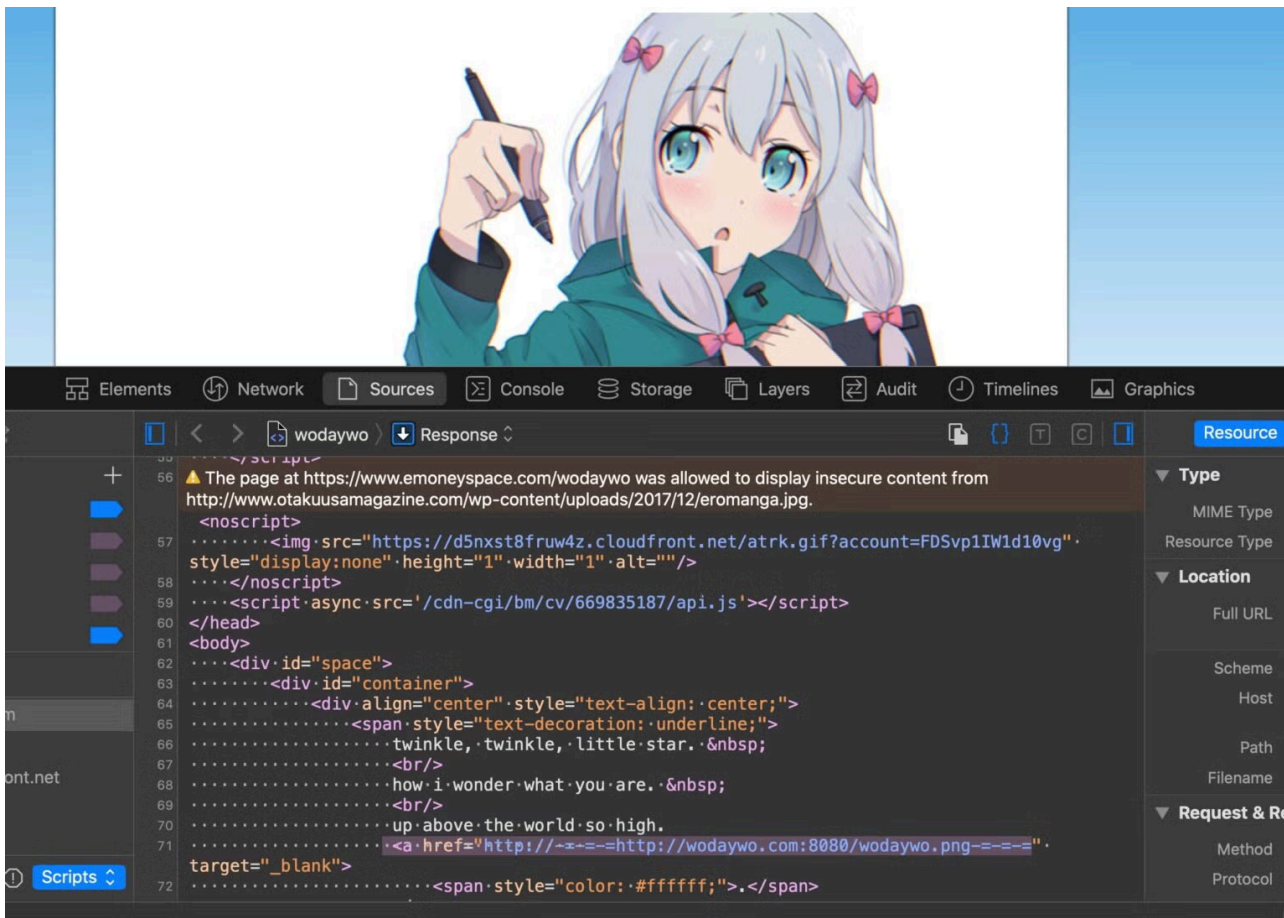 Elements Network Sources Console Storage Layers Audit Timelines Graphics
wodaywo Response T C Resource
55 </script>
56 The page at https://www.emoneyspace.com/wodaywo was allowed to display insecure content from
http://www.otakuusamagazine.com/wp-content/uploads/2017/12/eromanga.jpg.
<noscript>
57 ········<img·src="https://d5nxst8fruw4z.cloudfront.net/atrk.gif?account=FDSvp1IW1d10vg"·
style="display:none"·height="1"·width="1"·alt=""/>
58 ····</noscript>
59 ····<script·async·src='/cdn-cgi/bm/cv/669835187/api.js'></script>
60 </head>
61 <body>
62 ····<div·id="space">
63 ········<div·id="container">
64 ············<div·align="center"·style="text-align:·center;">
65 ················<span·style="text-decoration:·underline;">
66 ····················twinkle,·twinkle,·little·star.·&nbsp;
67 ····················<br/>
68 ····················how·i·wonder·what·you·are.·&nbsp;
69 ····················<br/>
70 ····················up·above·the·world·so·high.
71 ····················<a·href="http://-=-=-=http://wodaywo.com:8080/wodaywo.png-=-=-="·
target="_blank">
72 ························<span·style="color:·#ffffff;">.</span>
m
ont.net
Scripts
Type
MIME Type
Resource Type
Location
Full URL
Scheme
Host
Path
Filename
Request & Re
Method
Protocol